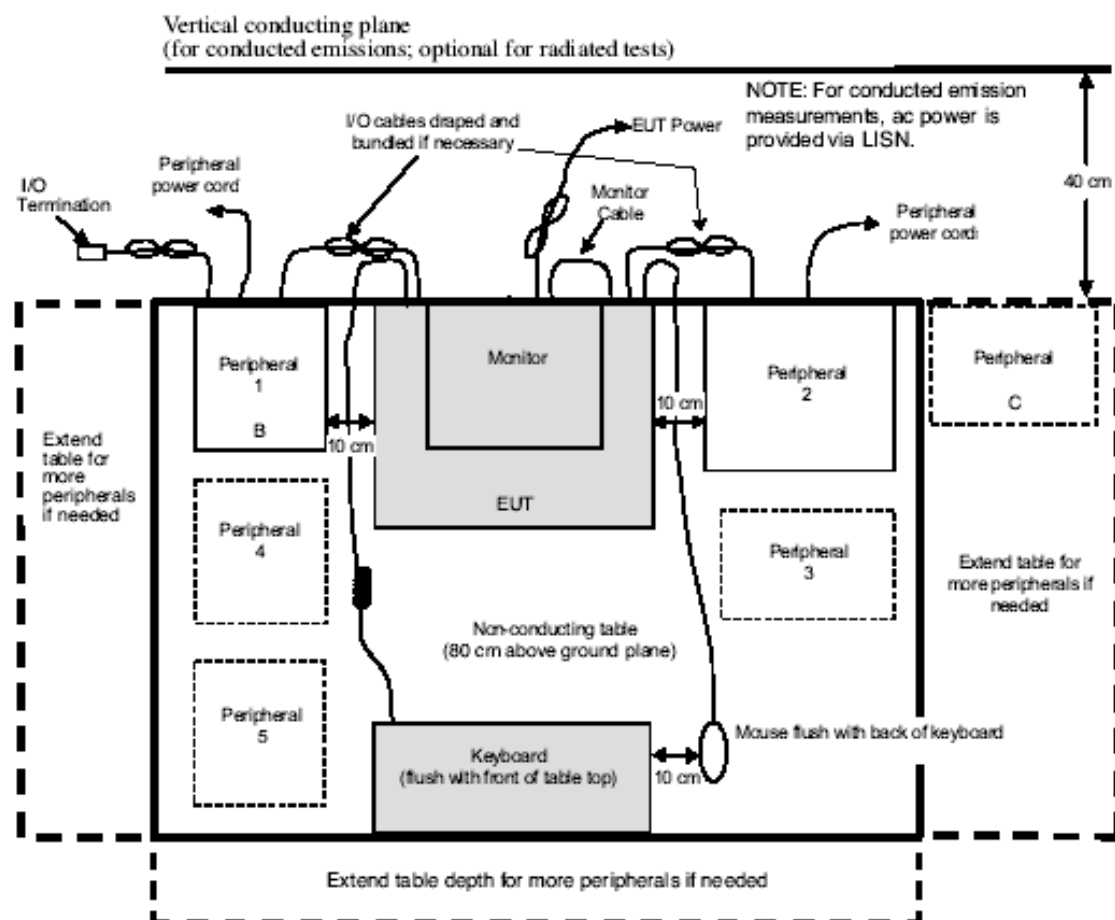 Vertical conducting plane
(for conducted emissions; optional for radiated tests)
NOTE: For conducted emission
measurements, ac power is
provided via LISN.
I/O cables draped and
bundled if necessary
EUT Power
40 cm
Peripheral
power cord
I/O
Termination
Monitor
Cable
Peripheral
power cord
Peripheral
1
B
Monitor
Peripheral
2
Peripheral
C
10 cm
10 cm
Extend
table for
more
peripherals
if needed
EUT
Peripheral
4
Peripheral
3
Extend table for
more peripherals if
needed
Non-conducting table
(80 cm above ground plane)
Peripheral
5
Mouse flush with back of keyboard
Keyboard
(flush with front of table top)
10 cm
Extend table depth for more peripherals if needed